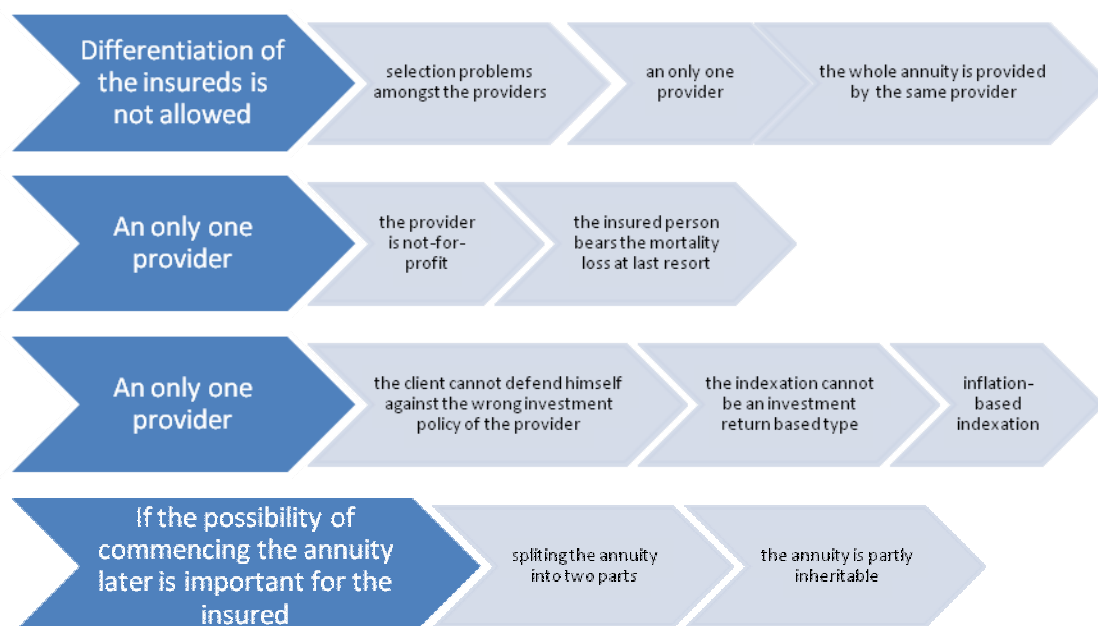 Differentiation of
the insureds is
not allowed
selection problems
amongst the providers
an only one
provider
the whole annuity is provided
by the same provider
An only one
provider
the provider
is not-for-
profit
the insured person
bears the mortality
loss at last resort
An only one
provider
the client cannot defend himself
against the wrong investment
policy of the provider
the indexation cannot
be an investment
return based type
inflation-
based
indexation
If the possibility of
commencing the annuity
later is important for the
insured
spliting the annuity
into two parts
the annuity is partly
inheritable